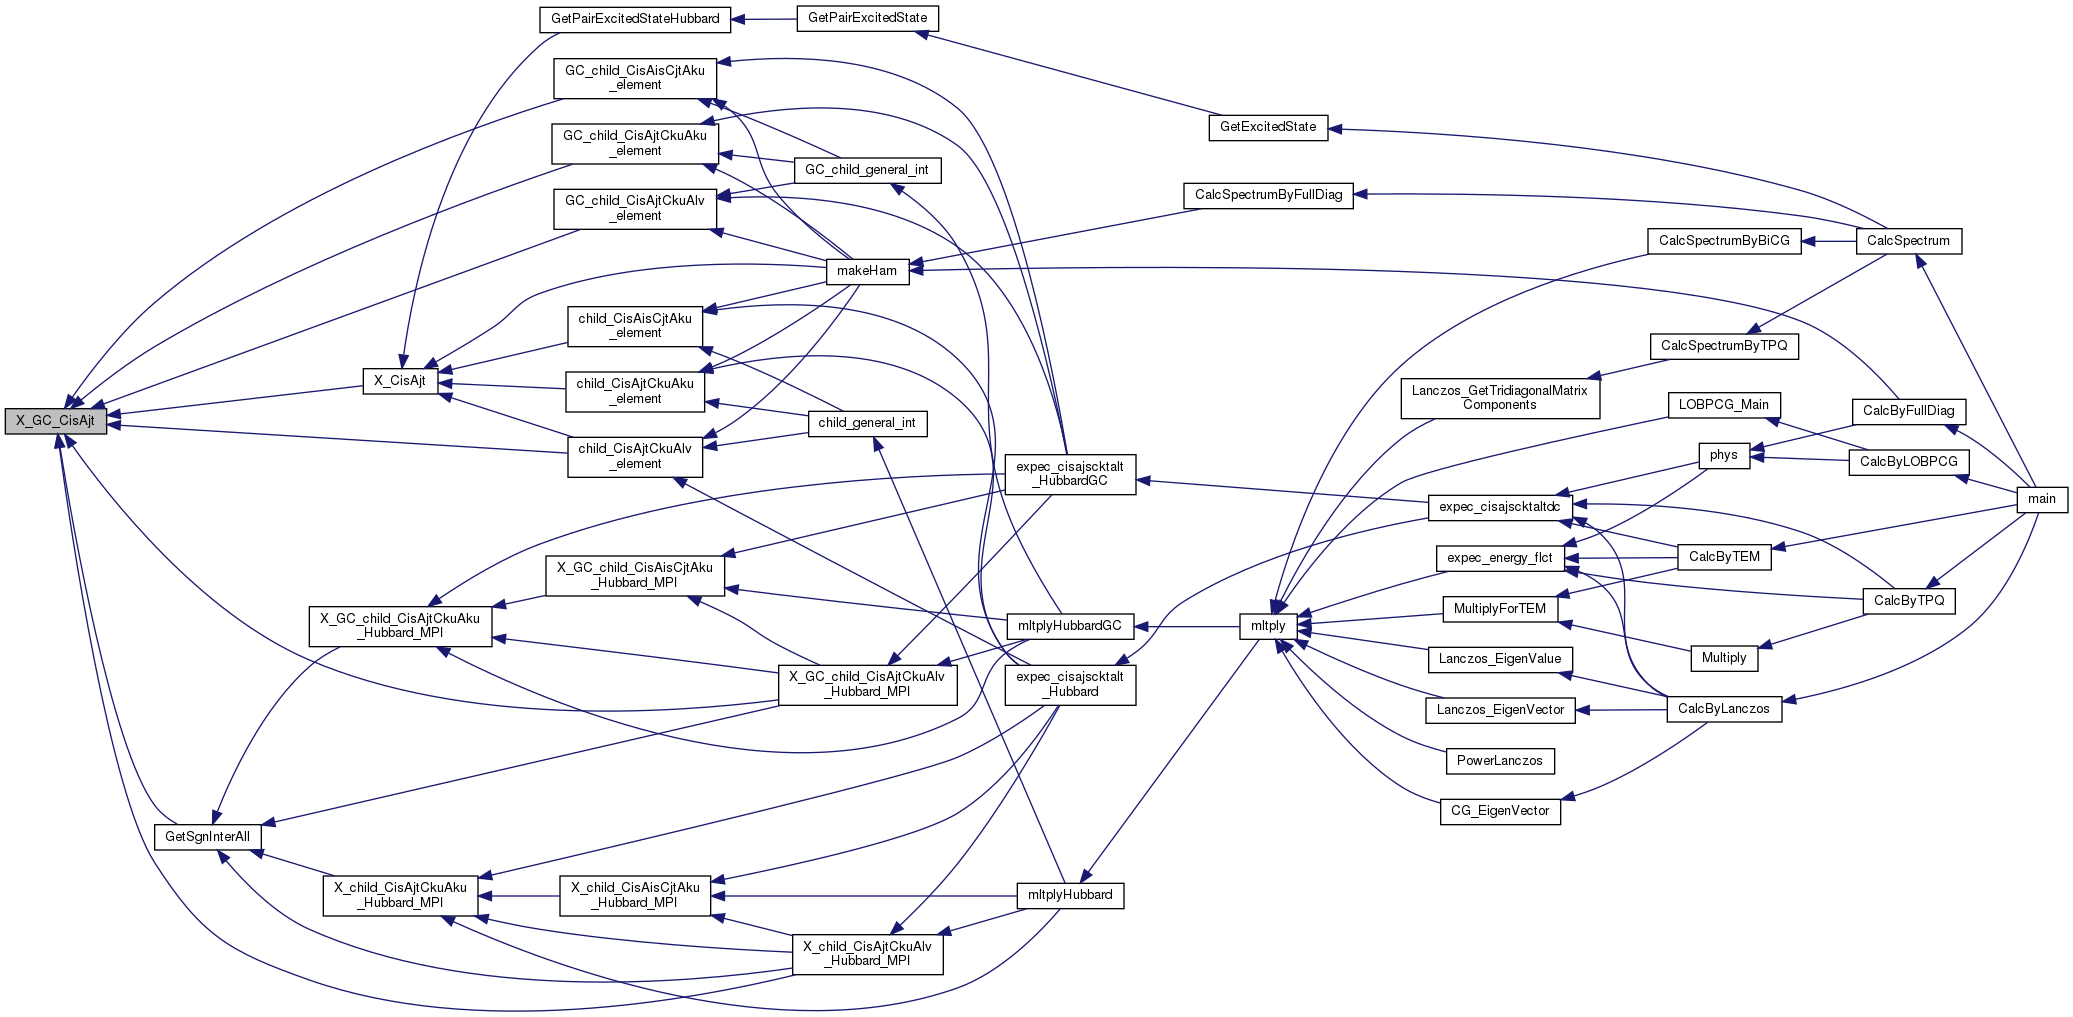 GetPairExcitedStateHubbard
GetPairExcitedState
GC_child_CisAisCjtAku
_element
GetExcitedState
GC_child_CisAjtCkuAku
_element
GC_child_general_int
GC_child_CisAjtCkuAlv
_element
CalcSpectrumByFullDiag
CalcSpectrumByBiCG
CalcSpectrum
makeHam
child_CisAisCjtAku
_element
CalcSpectrumByTPQ
X_CisAjt
child_CisAjtCkuAku
_element
Lanczos_GetTridiagonalMatrix
Components
LOBPCG_Main
CalcByFullDiag
X_GC_CisAjt
child_general_int
child_CisAjtCkuAlv
_element
phys
CalcByLOBPCG
expec_cisajscktalt
_HubbardGC
main
expec_cisajscktaltdc
expec_energy_flct
CalcByTEM
X_GC_child_CisAisCjtAku
_Hubbard_MPI
MultiplyForTEM
CalcByTPQ
X_GC_child_CisAjtCkuAku
_Hubbard_MPI
mltplyHubbardGC
mltply
Lanczos_EigenValue
Multiply
X_GC_child_CisAjtCkuAlv
_Hubbard_MPI
expec_cisajscktalt
_Hubbard
Lanczos_EigenVector
CalcByLanczos
PowerLanczos
CG_EigenVector
GetSgnInterAll
X_child_CisAjtCkuAku
_Hubbard_MPI
X_child_CisAisCjtAku
_Hubbard_MPI
mltplyHubbard
X_child_CisAjtCkuAlv
_Hubbard_MPI